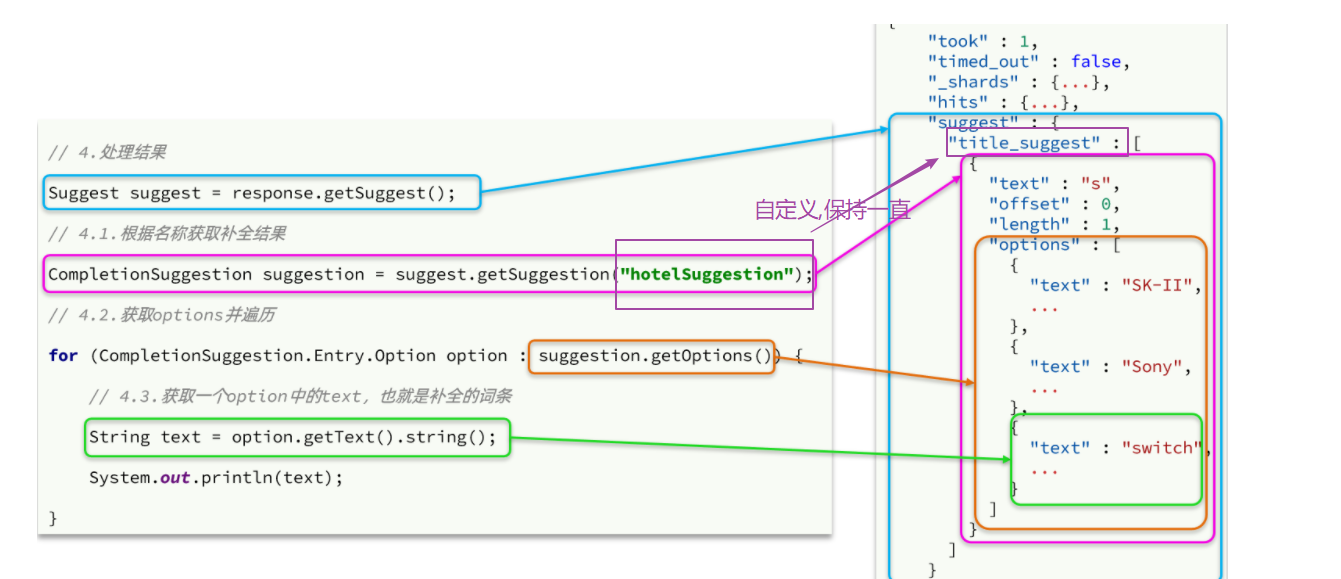 // 4.处理结果
Suggest suggest = response.getSuggest();
// 4.1.根据名称获取补全结果
CompletionSuggestion suggestion = suggest.getSuggestion("hotelSuggestion");
// 4.2.获取options并遍历
for (CompletionSuggestion.Entry.Option option : suggestion.getOptions()) {
// 4.3.获取一个option中的text，也就是补全的词条
String text = option.getText().string();
System.out.println(text);
}
自定义,保持一直
{
"took" : 1,
"timed_out" : false,
"_shards" : {...},
"hits" : {...},
"suggest" : {
"title_suggest" : [
{
"text" : "s",
"offset" : 0,
"length" : 1,
"options" : [
{
"text" : "SK-II",
...
},
{
"text" : "Sony",
...
},
{
"text" : "switch",
...
}
]
}
]
}